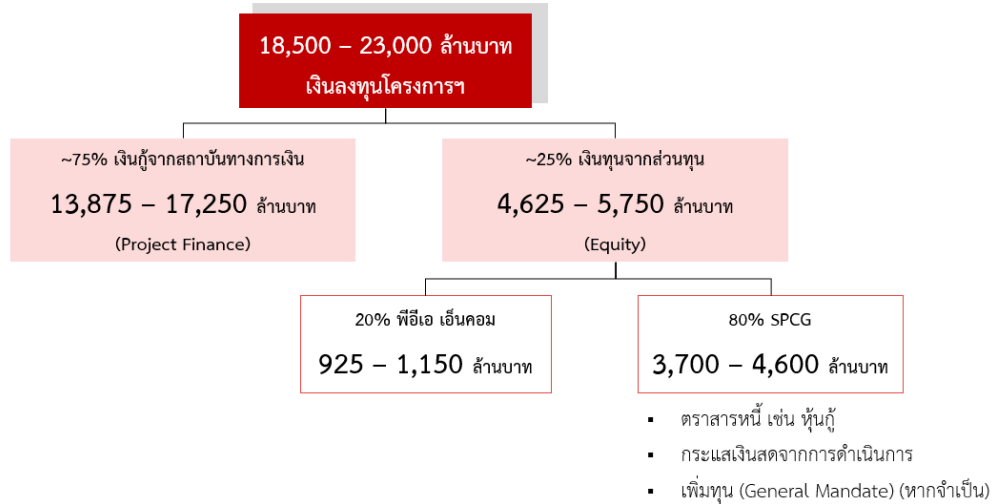 18,500 – 23,000 ล้านบาท
เงินลงทุนโครงการฯ
~75% เงินกู้จากสถาบันทางการเงิน
13,875 – 17,250 ล้านบาท
(Project Finance)
~25% เงินทุนจากส่วนทุน
4,625 – 5,750 ล้านบาท
(Equity)
20% พีอีเอ เอ็นคอม
925 – 1,150 ล้านบาท
80% SPCG
3,700 – 4,600 ล้านบาท
▪ ตราสารหนี้ เช่น หุ้นกู้
▪ กระแสเงินสดจากการดำเนินการ
▪ เพิ่มทุน (General Mandate) (หากจำเป็น)